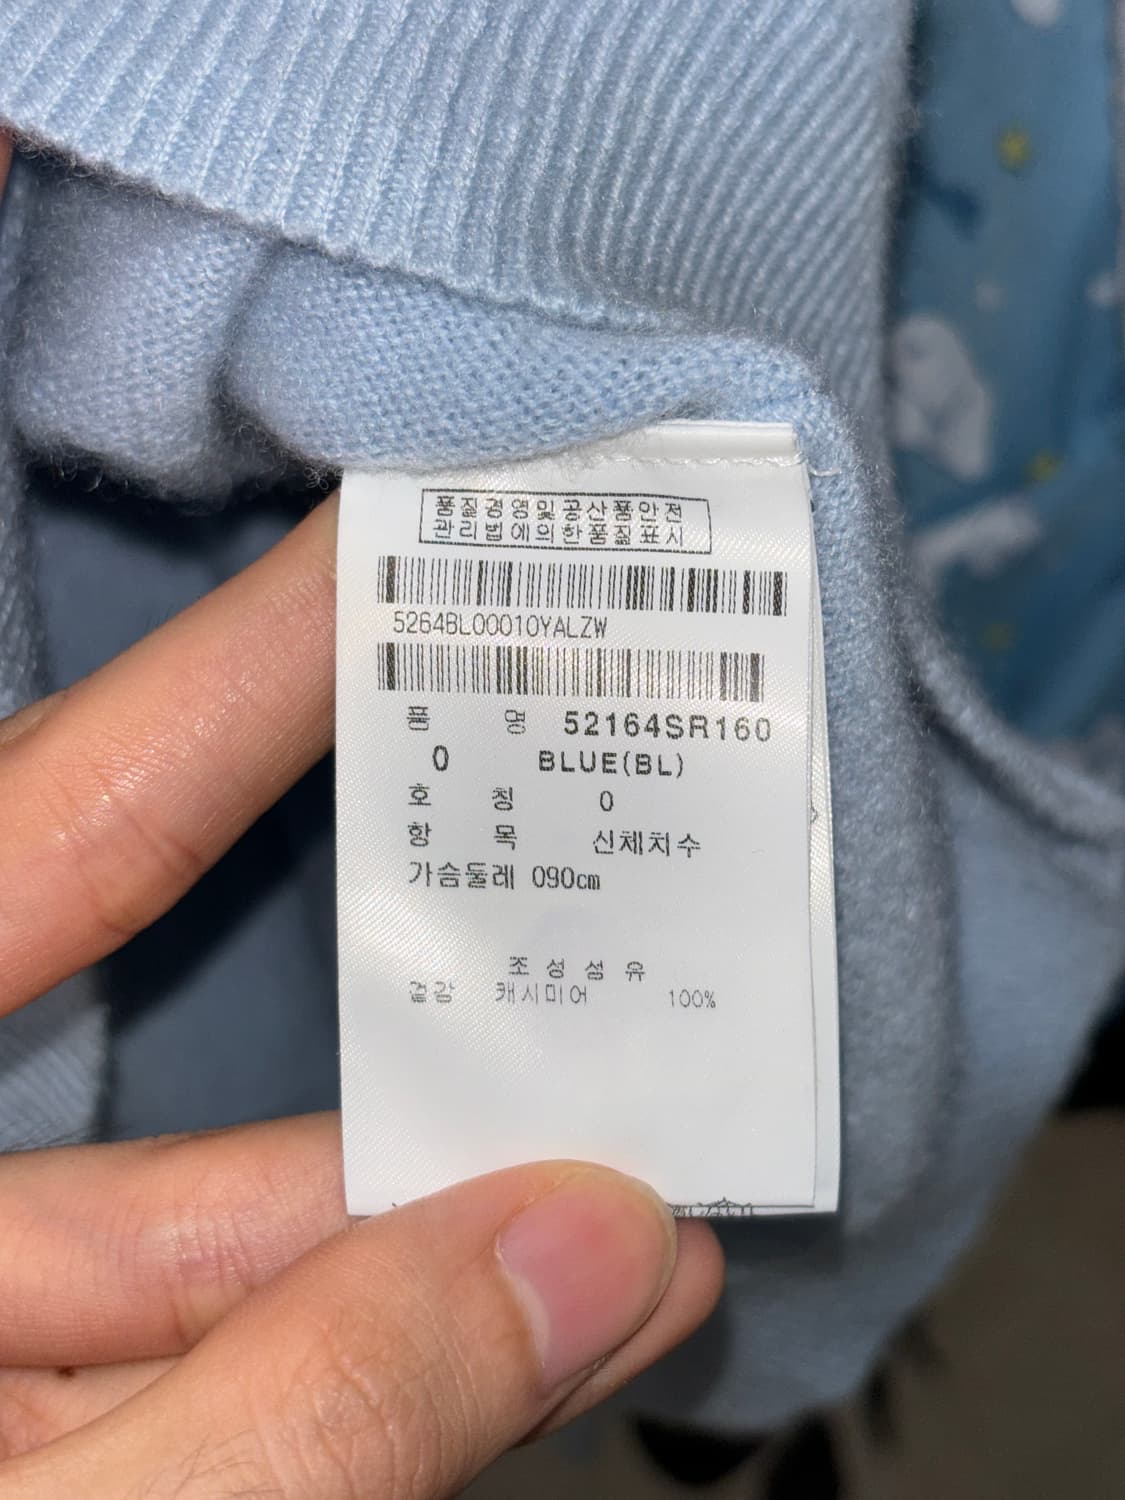 품질경영및공산품안전
관리법에의한품질표시
5264BL00010YALZW
품 명 52164SR160
0 BLUE(BL)
호 칭 0
항 목 신체치수
가슴둘레 090cm
조성섬유
겉감 캐시미어 100%